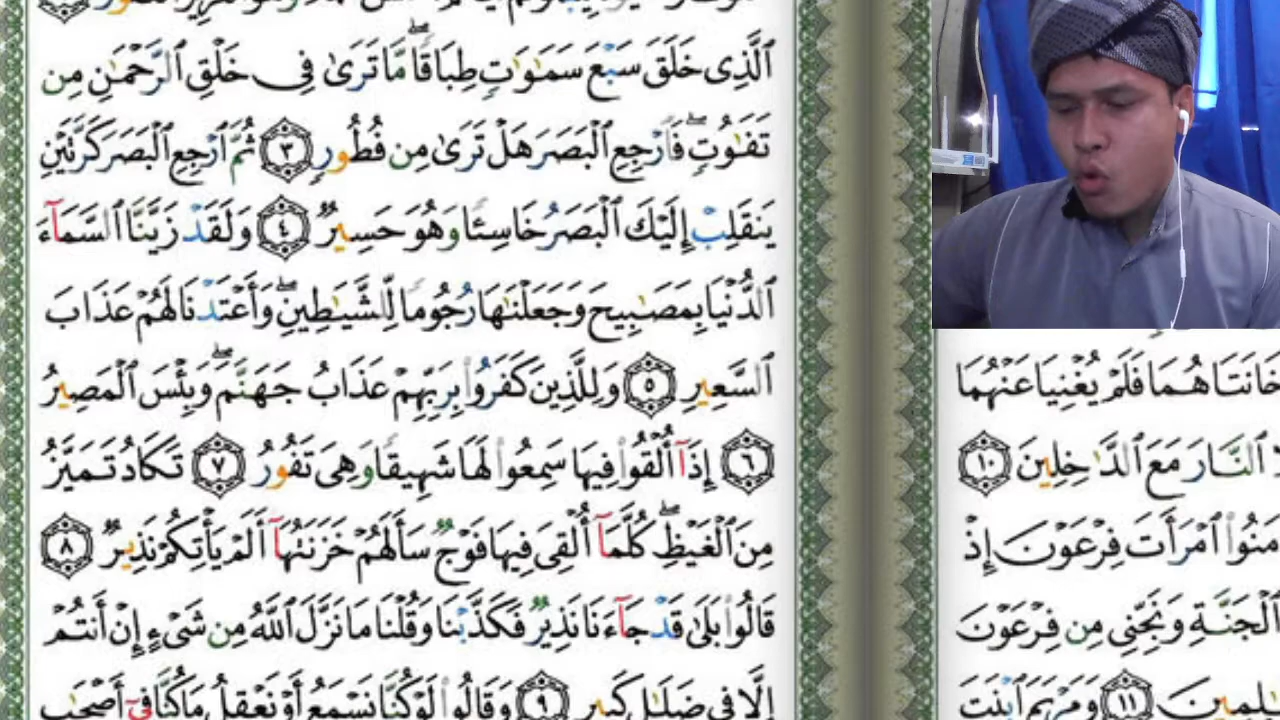 ٱلَّذِى خَلَقَ سَبْعَ سَمَٰوَٰتٍ طِبَاقًا ۖ مَّا تَرَىٰ فِى خَلْقِ ٱلرَّحْمَٰنِ مِن
تَفَٰوُتٍ ۖ فَٱرْجِعِ ٱلْبَصَرَ هَلْ تَرَىٰ مِن فُطُورٍ ٣ ثُمَّ ٱرْجِعِ ٱلْبَصَرَ كَرَّتَيْنِ
يَنقَلِبْ إِلَيْكَ ٱلْبَصَرُ خَاسِئًا وَهُوَ حَسِيرٌ ٤ وَلَقَدْ زَيَّنَّا ٱلسَّمَآءَ
ٱلدُّنْيَا بِمَصَٰبِيحَ وَجَعَلْنَٰهَا رُجُومًا لِّلشَّيَٰطِينِ ۖ وَأَعْتَدْنَا لَهُمْ عَذَابَ
ٱلسَّعِيرِ ٥ وَلِلَّذِينَ كَفَرُوا۟ بِرَبِّهِمْ عَذَابُ جَهَنَّمَ ۖ وَبِئْسَ ٱلْمَصِيرُ
٦ إِذَآ أُلْقُوا۟ فِيهَا سَمِعُوا۟ لَهَا شَهِيقًا وَهِىَ تَفُورُ ٧ تَكَادُ تَمَيَّزُ
مِنَ ٱلْغَيْظِ ۖ كُلَّمَآ أُلْقِىَ فِيهَا فَوْجٌ سَأَلَهُمْ خَزَنَتُهَآ أَلَمْ يَأْتِكُمْ نَذِيرٌ ٨
قَالُوا۟ بَلَىٰ قَدْ جَآءَنَا نَذِيرٌ فَكَذَّبْنَا وَقُلْنَا مَا نَزَّلَ ٱللَّهُ مِن شَىْءٍ إِنْ أَنتُمْ
إِلَّا فِى ضَلَٰلٍ كَبِيرٍ ٩ وَقَالُوا۟ لَوْ كُنَّا نَسْمَعُ أَوْ نَعْقِلُ مَا كُنَّا فِىٓ أَصْحَٰبِ
فَخَانَتَاهُمَا فَلَمْ يُغْنِيَا عَنْهُمَا
ٱلنَّارَ مَعَ ٱلدَّٰخِلِينَ ١٠
ٱمْرَأَتَ فِرْعَوْنَ إِذْ
ٱلْجَنَّةِ وَنَجِّنِى مِن فِرْعَوْنَ
١١ وَمَرْيَمَ ٱبْنَتَ